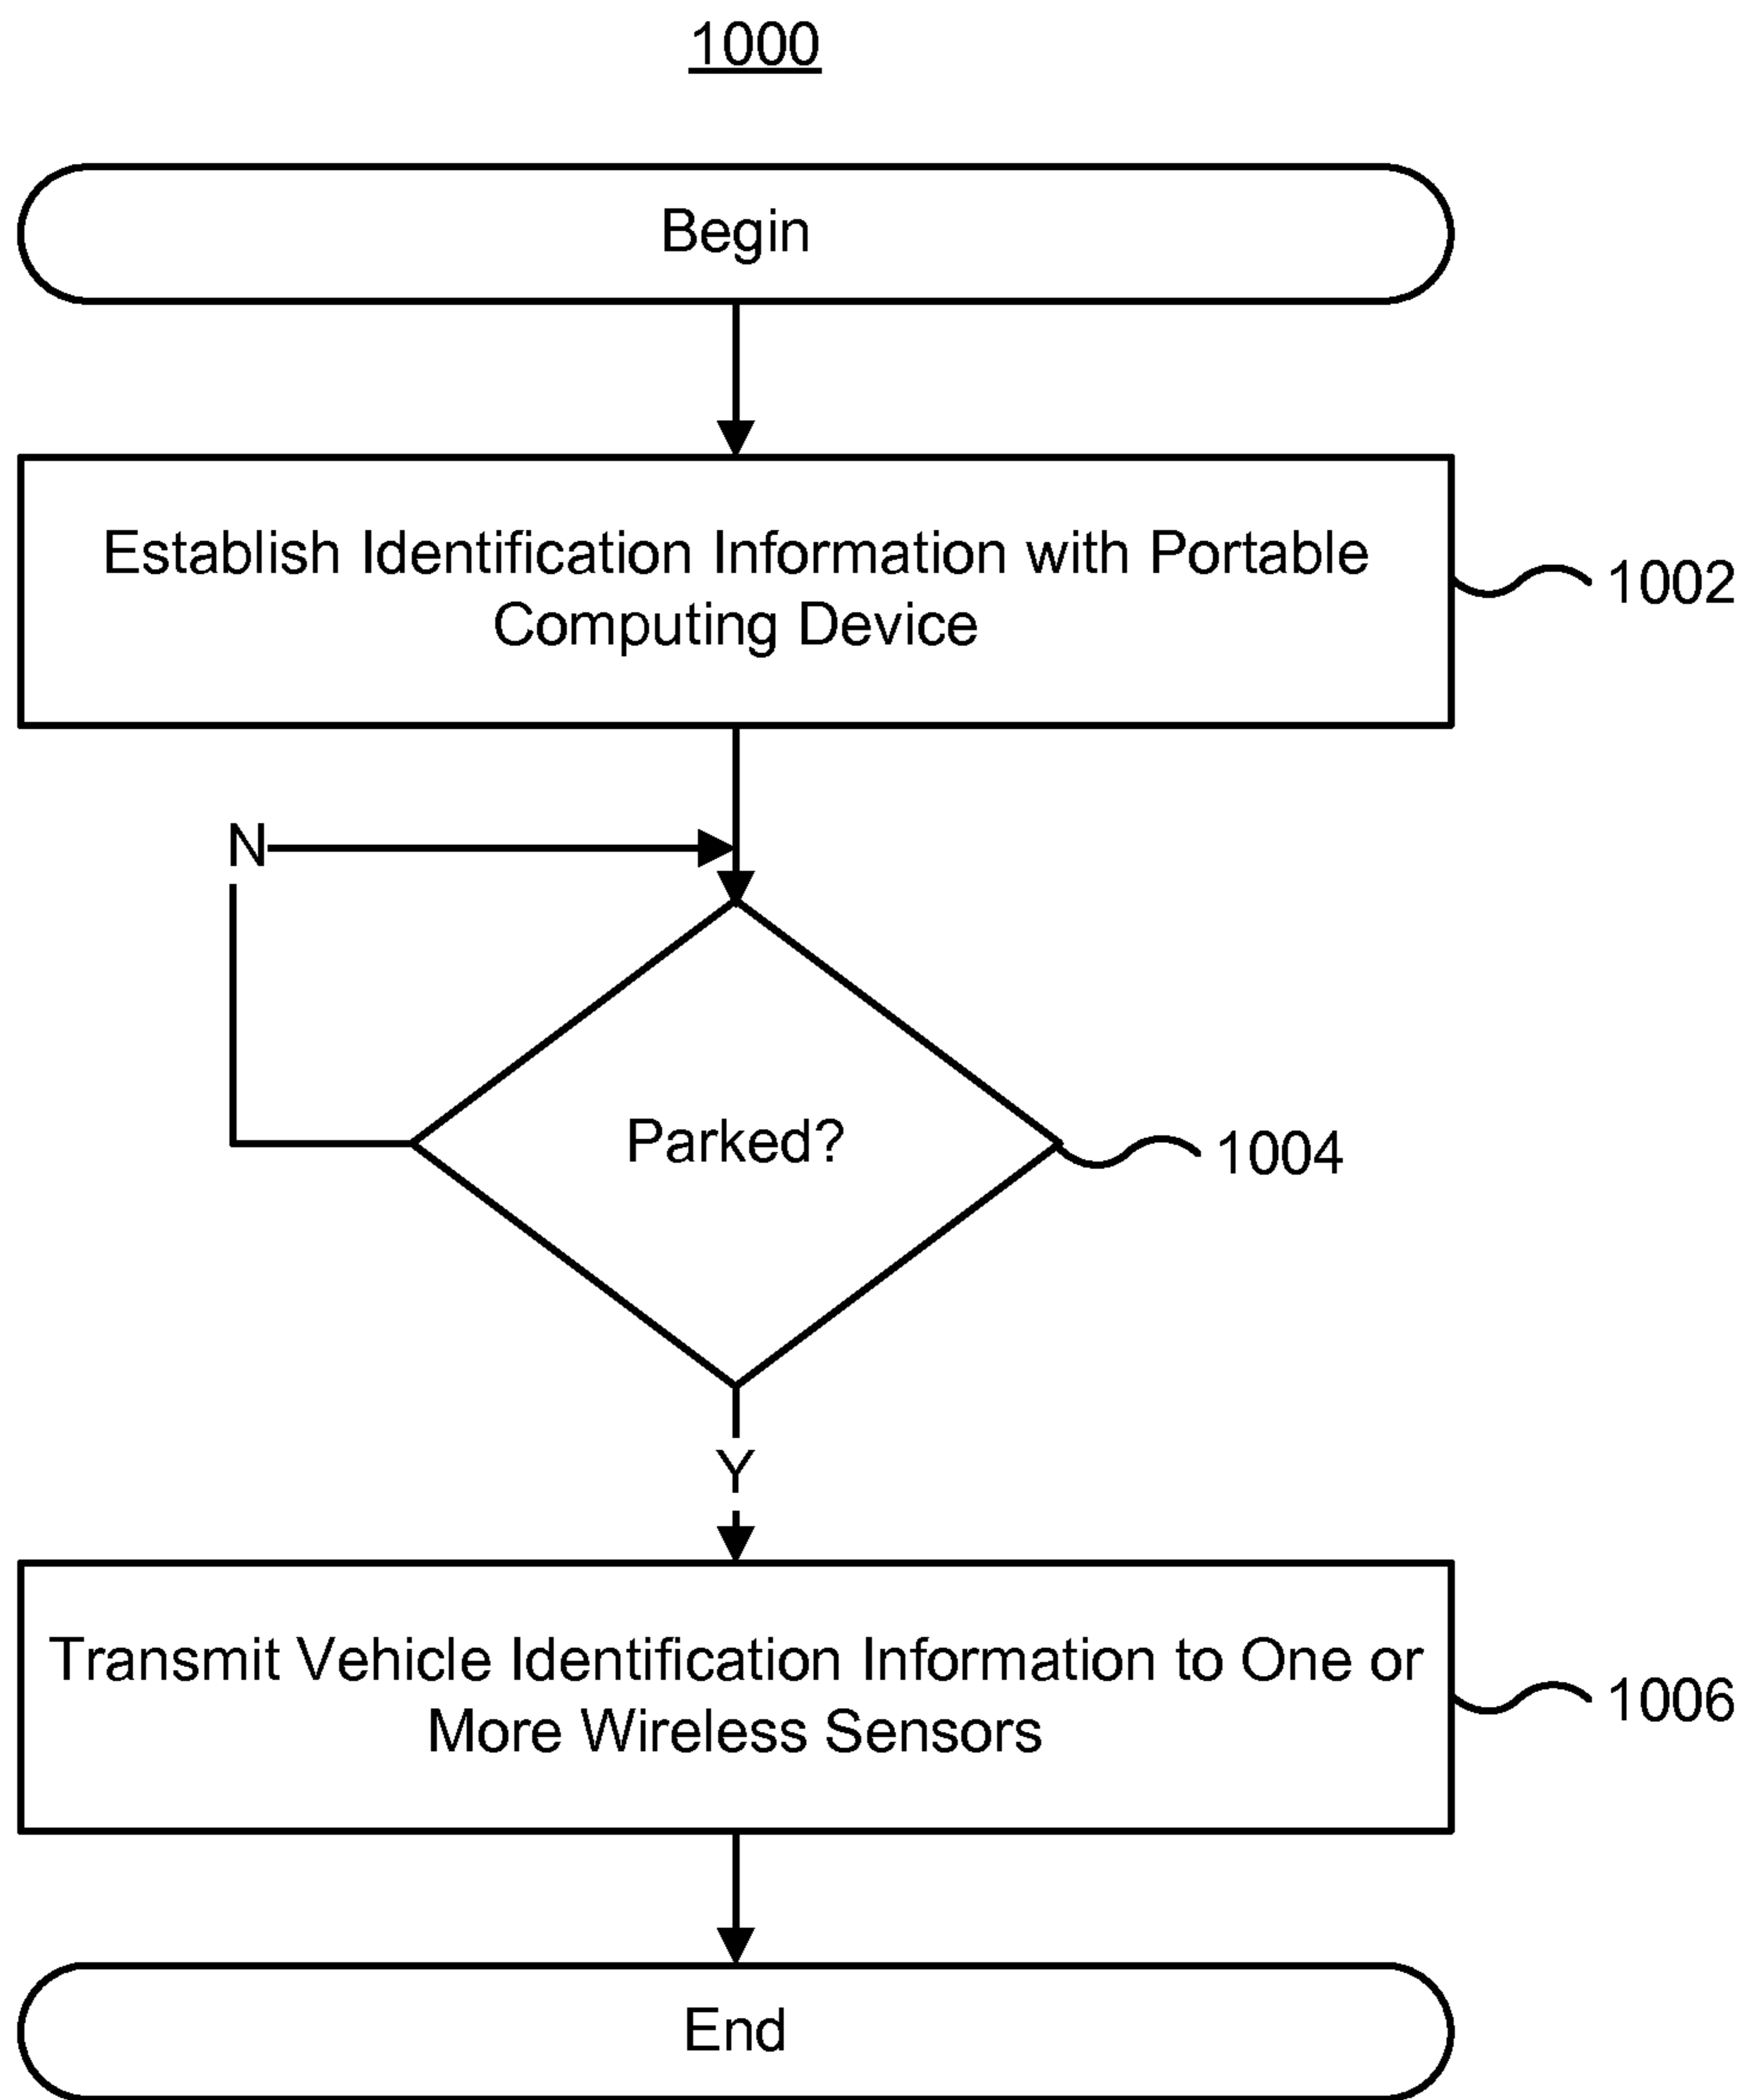 1000
Begin
Establish Identification Information with Portable
Computing Device
1002
N
Parked?
1004
Y
Transmit Vehicle Identification Information to One or
More Wireless Sensors
1006
End